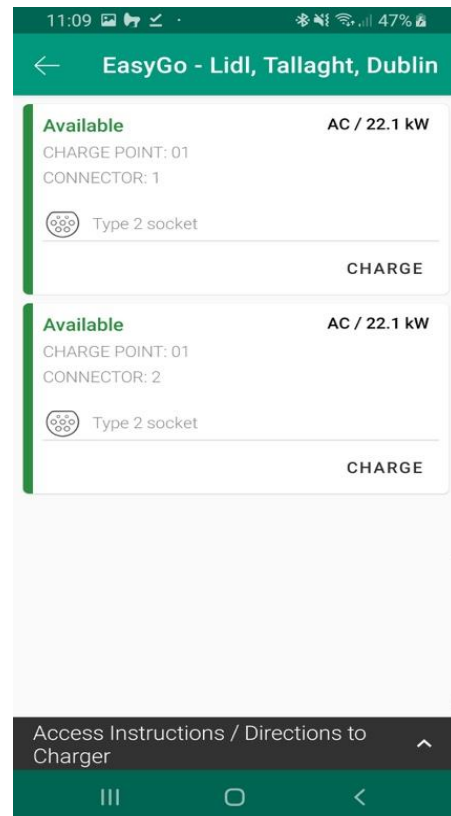 11:09 47%
EasyGo - Lidl, Tallaght, Dublin
Available AC / 22.1 kW
CHARGE POINT: 01
CONNECTOR: 1
Type 2 socket
CHARGE
Available AC / 22.1 kW
CHARGE POINT: 01
CONNECTOR: 2
Type 2 socket
CHARGE
Access Instructions / Directions to
Charger